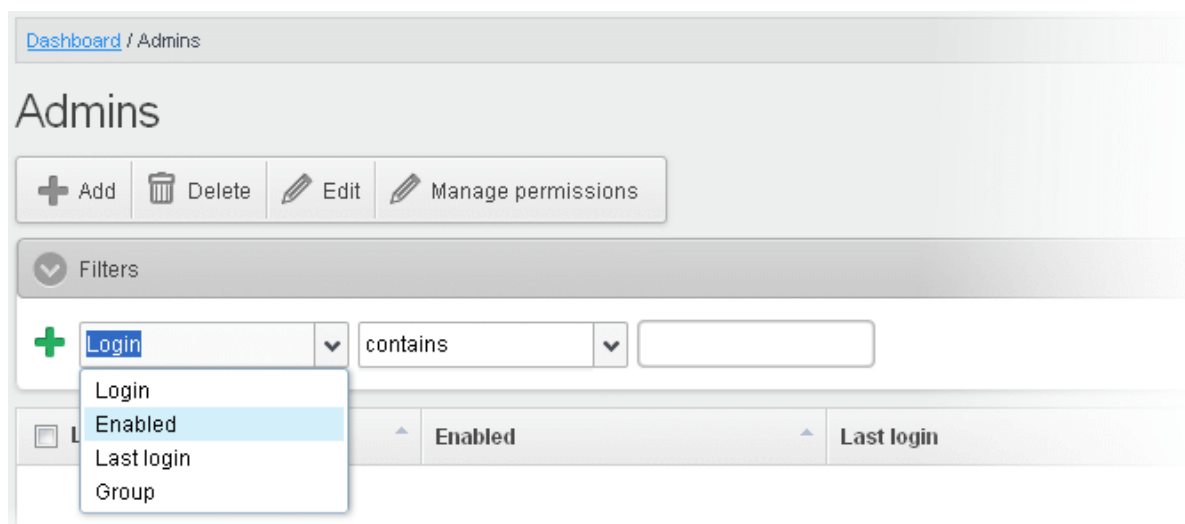 Dashboard / Admins
Admins
Add Delete Edit Manage permissions
Filters
Login contains
Login
Enabled
Last login
Group
L Enabled Last login